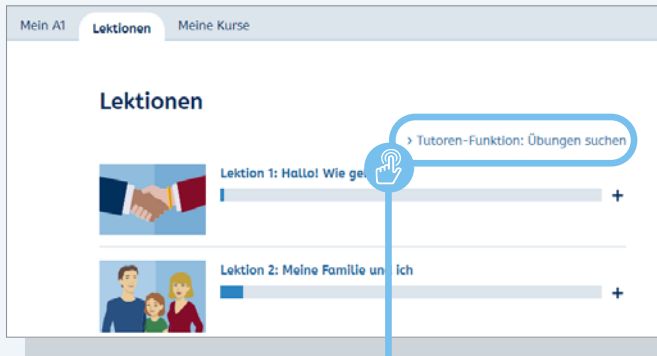 Mein A1 Lektionen Meine Kurse
Lektionen
› Tutoren-Funktion: Übungen suchen
Lektion 1: Hallo! Wie
+
Lektion 2: Meine Familie und ich
+